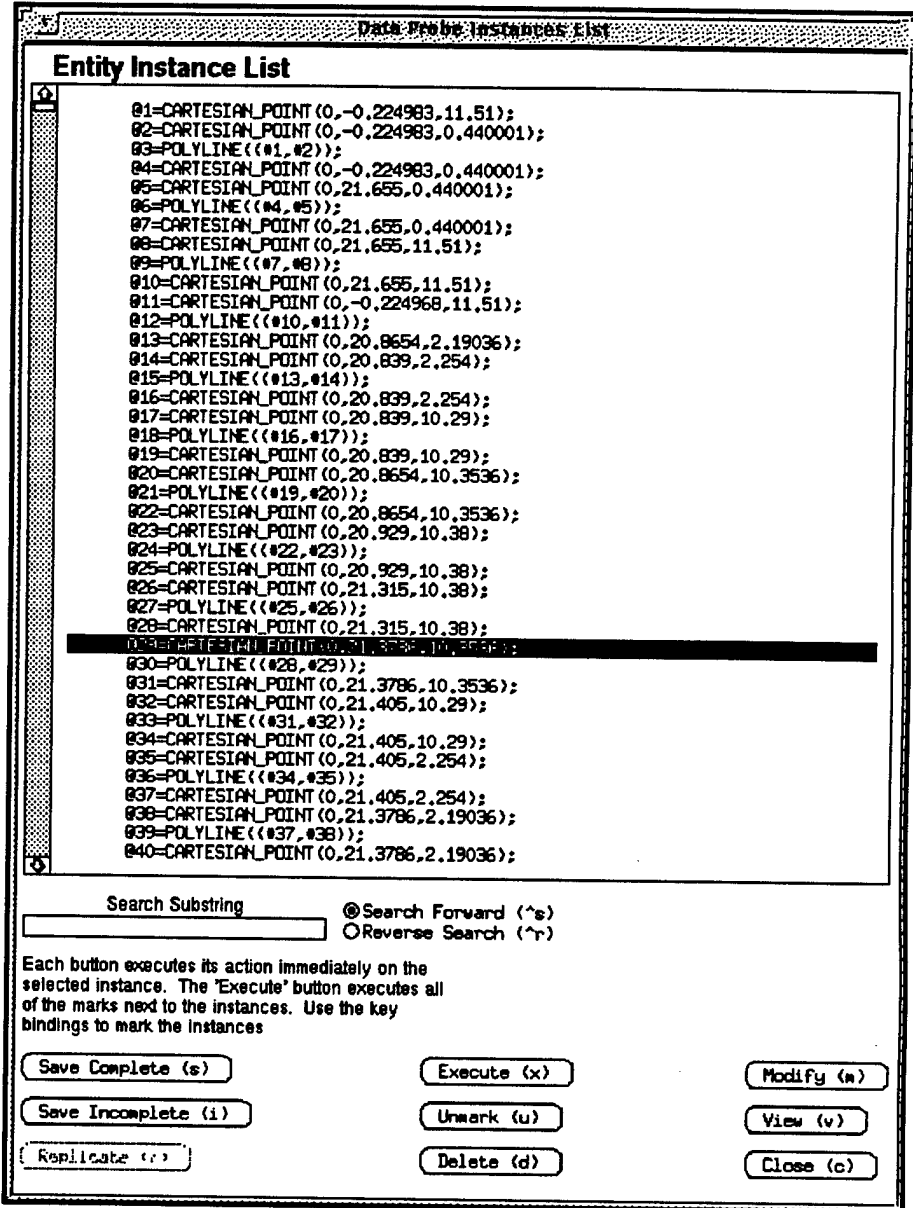 Data Probe Instances List
Entity Instance List
@1=CARTESIAN_POINT(0,-0.224983,11.51);
@2=CARTESIAN_POINT(0,-0.224983,0.440001);
@3=POLYLINE((#1,#2));
@4=CARTESIAN_POINT(0,-0.224983,0.440001);
@5=CARTESIAN_POINT(0,21.655,0.440001);
@6=POLYLINE((#4,#5));
@7=CARTESIAN_POINT(0,21.655,0.440001);
@8=CARTESIAN_POINT(0,21.655,11.51);
@9=POLYLINE((#7,#8));
@10=CARTESIAN_POINT(0,21.655,11.51);
@11=CARTESIAN_POINT(0,-0.224968,11.51);
@12=POLYLINE((#10,#11));
@13=CARTESIAN_POINT(0,20.8654,2.19036);
@14=CARTESIAN_POINT(0,20.839,2.254);
@15=POLYLINE((#13,#14));
@16=CARTESIAN_POINT(0,20.839,2.254);
@17=CARTESIAN_POINT(0,20.839,10.29);
@18=POLYLINE((#16,#17));
@19=CARTESIAN_POINT(0,20.839,10.29);
@20=CARTESIAN_POINT(0,20.8654,10.3536);
@21=POLYLINE((#19,#20));
@22=CARTESIAN_POINT(0,20.8654,10.3536);
@23=CARTESIAN_POINT(0,20.929,10.38);
@24=POLYLINE((#22,#23));
@25=CARTESIAN_POINT(0,20.929,10.38);
@26=CARTESIAN_POINT(0,21.315,10.38);
@27=POLYLINE((#25,#26));
@28=CARTESIAN_POINT(0,21.315,10.38);
@29=CARTESIAN_POINT(0,21.3786,10.3536);
@30=POLYLINE((#28,#29));
@31=CARTESIAN_POINT(0,21.3786,10.3536);
@32=CARTESIAN_POINT(0,21.405,10.29);
@33=POLYLINE((#31,#32));
@34=CARTESIAN_POINT(0,21.405,10.29);
@35=CARTESIAN_POINT(0,21.405,2.254);
@36=POLYLINE((#34,#35));
@37=CARTESIAN_POINT(0,21.405,2.254);
@38=CARTESIAN_POINT(0,21.3786,2.19036);
@39=POLYLINE((#37,#38));
@40=CARTESIAN_POINT(0,21.3786,2.19036);
Search Substring
Search Forward (^s)
Reverse Search (^r)
Each button executes its action immediately on the
selected instance. The "Execute" button executes all
of the marks next to the instances. Use the key
bindings to mark the instances
Save Complete (s) Execute (x) Modify (m)
Save Incomplete (i) Unmark (u) View (v)
Replicate (r) Delete (d) Close (c)